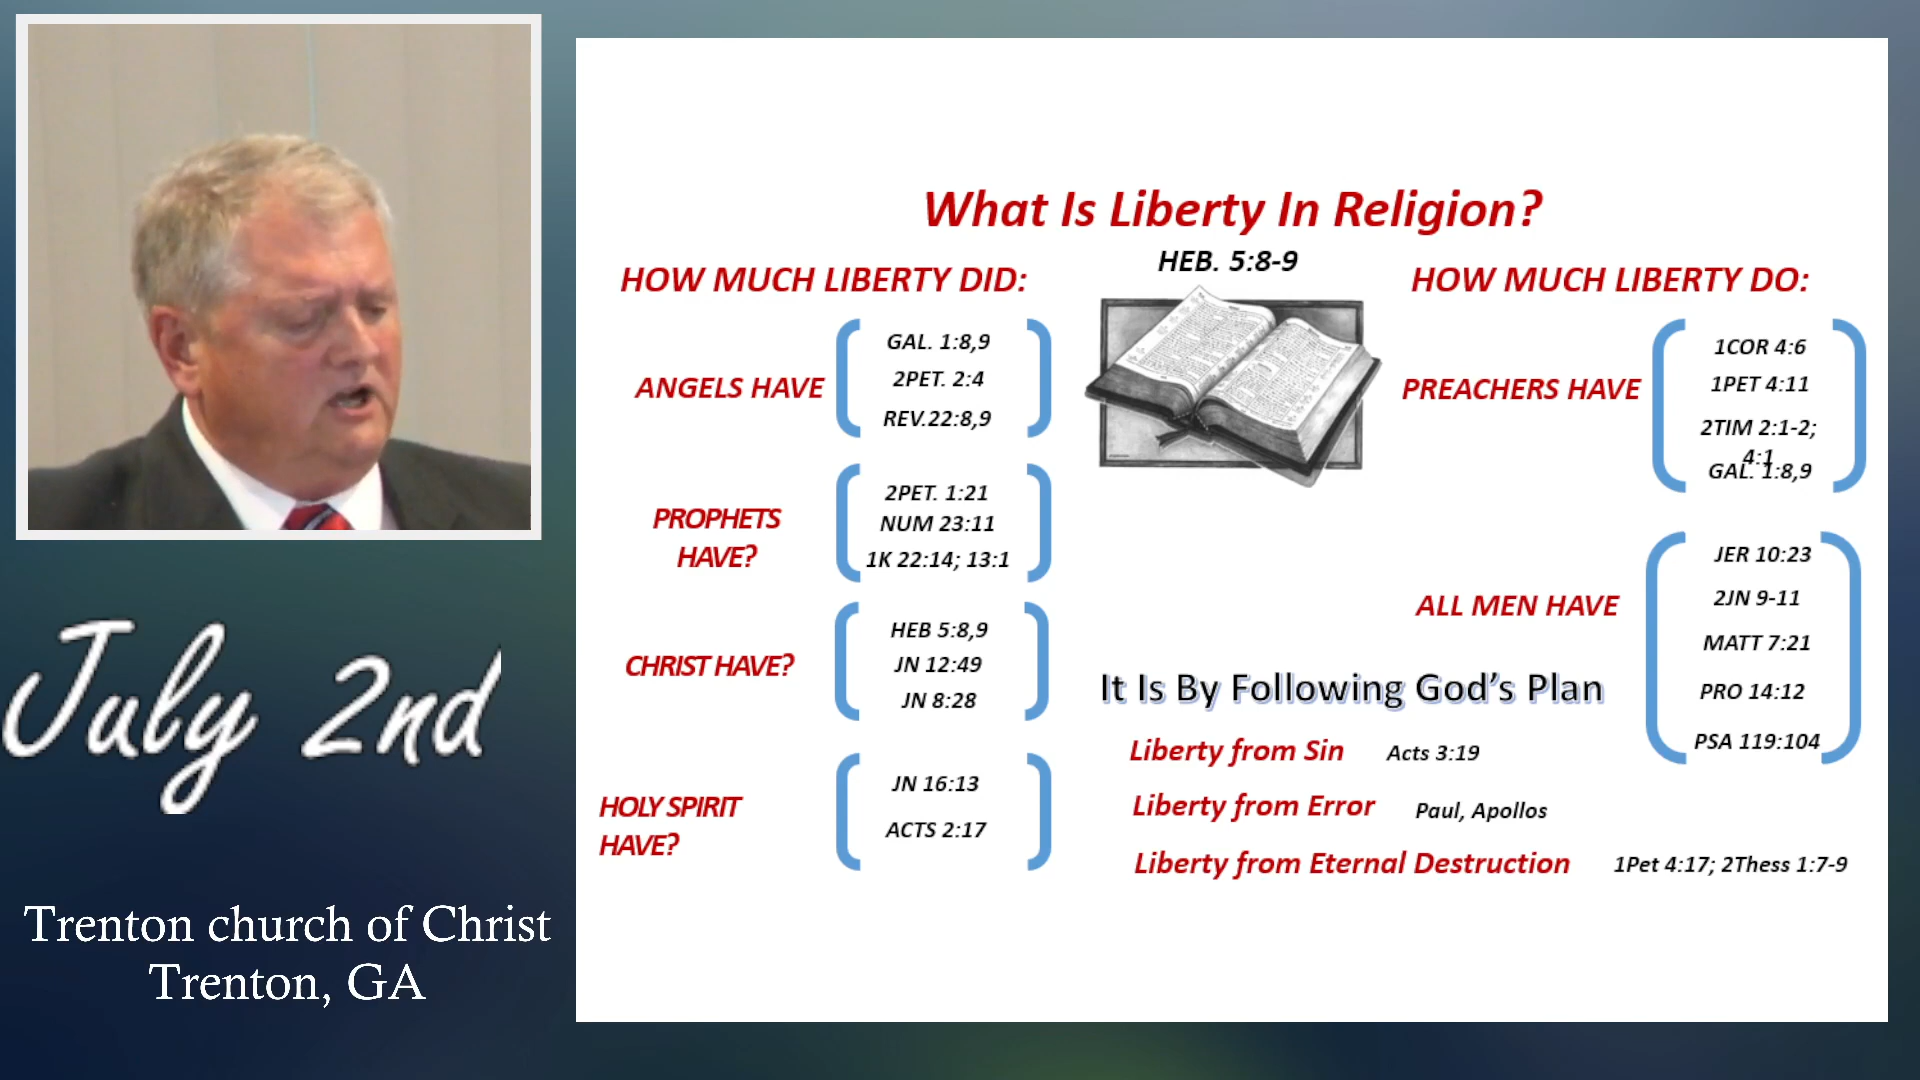 July 2nd
Trenton church of Christ
Trenton, GA
What Is Liberty In Religion?
HEB. 5:8-9
HOW MUCH LIBERTY DID:
ANGELS HAVE
GAL. 1:8,9
2PET. 2:4
REV.22:8,9
PROPHETS
HAVE?
2PET. 1:21
NUM 23:11
1K 22:14; 13:1
CHRIST HAVE?
HEB 5:8,9
JN 12:49
JN 8:28
HOLY SPIRIT
HAVE?
JN 16:13
ACTS 2:17
HOW MUCH LIBERTY DO:
PREACHERS HAVE
1COR 4:6
1PET 4:11
2TIM 2:1-2;
4:1
GAL. 1:8,9
ALL MEN HAVE
JER 10:23
2JN 9-11
MATT 7:21
PRO 14:12
PSA 119:104
It Is By Following God's Plan
Liberty from Sin Acts 3:19
Liberty from Error Paul, Apollos
Liberty from Eternal Destruction 1Pet 4:17; 2Thess 1:7-9